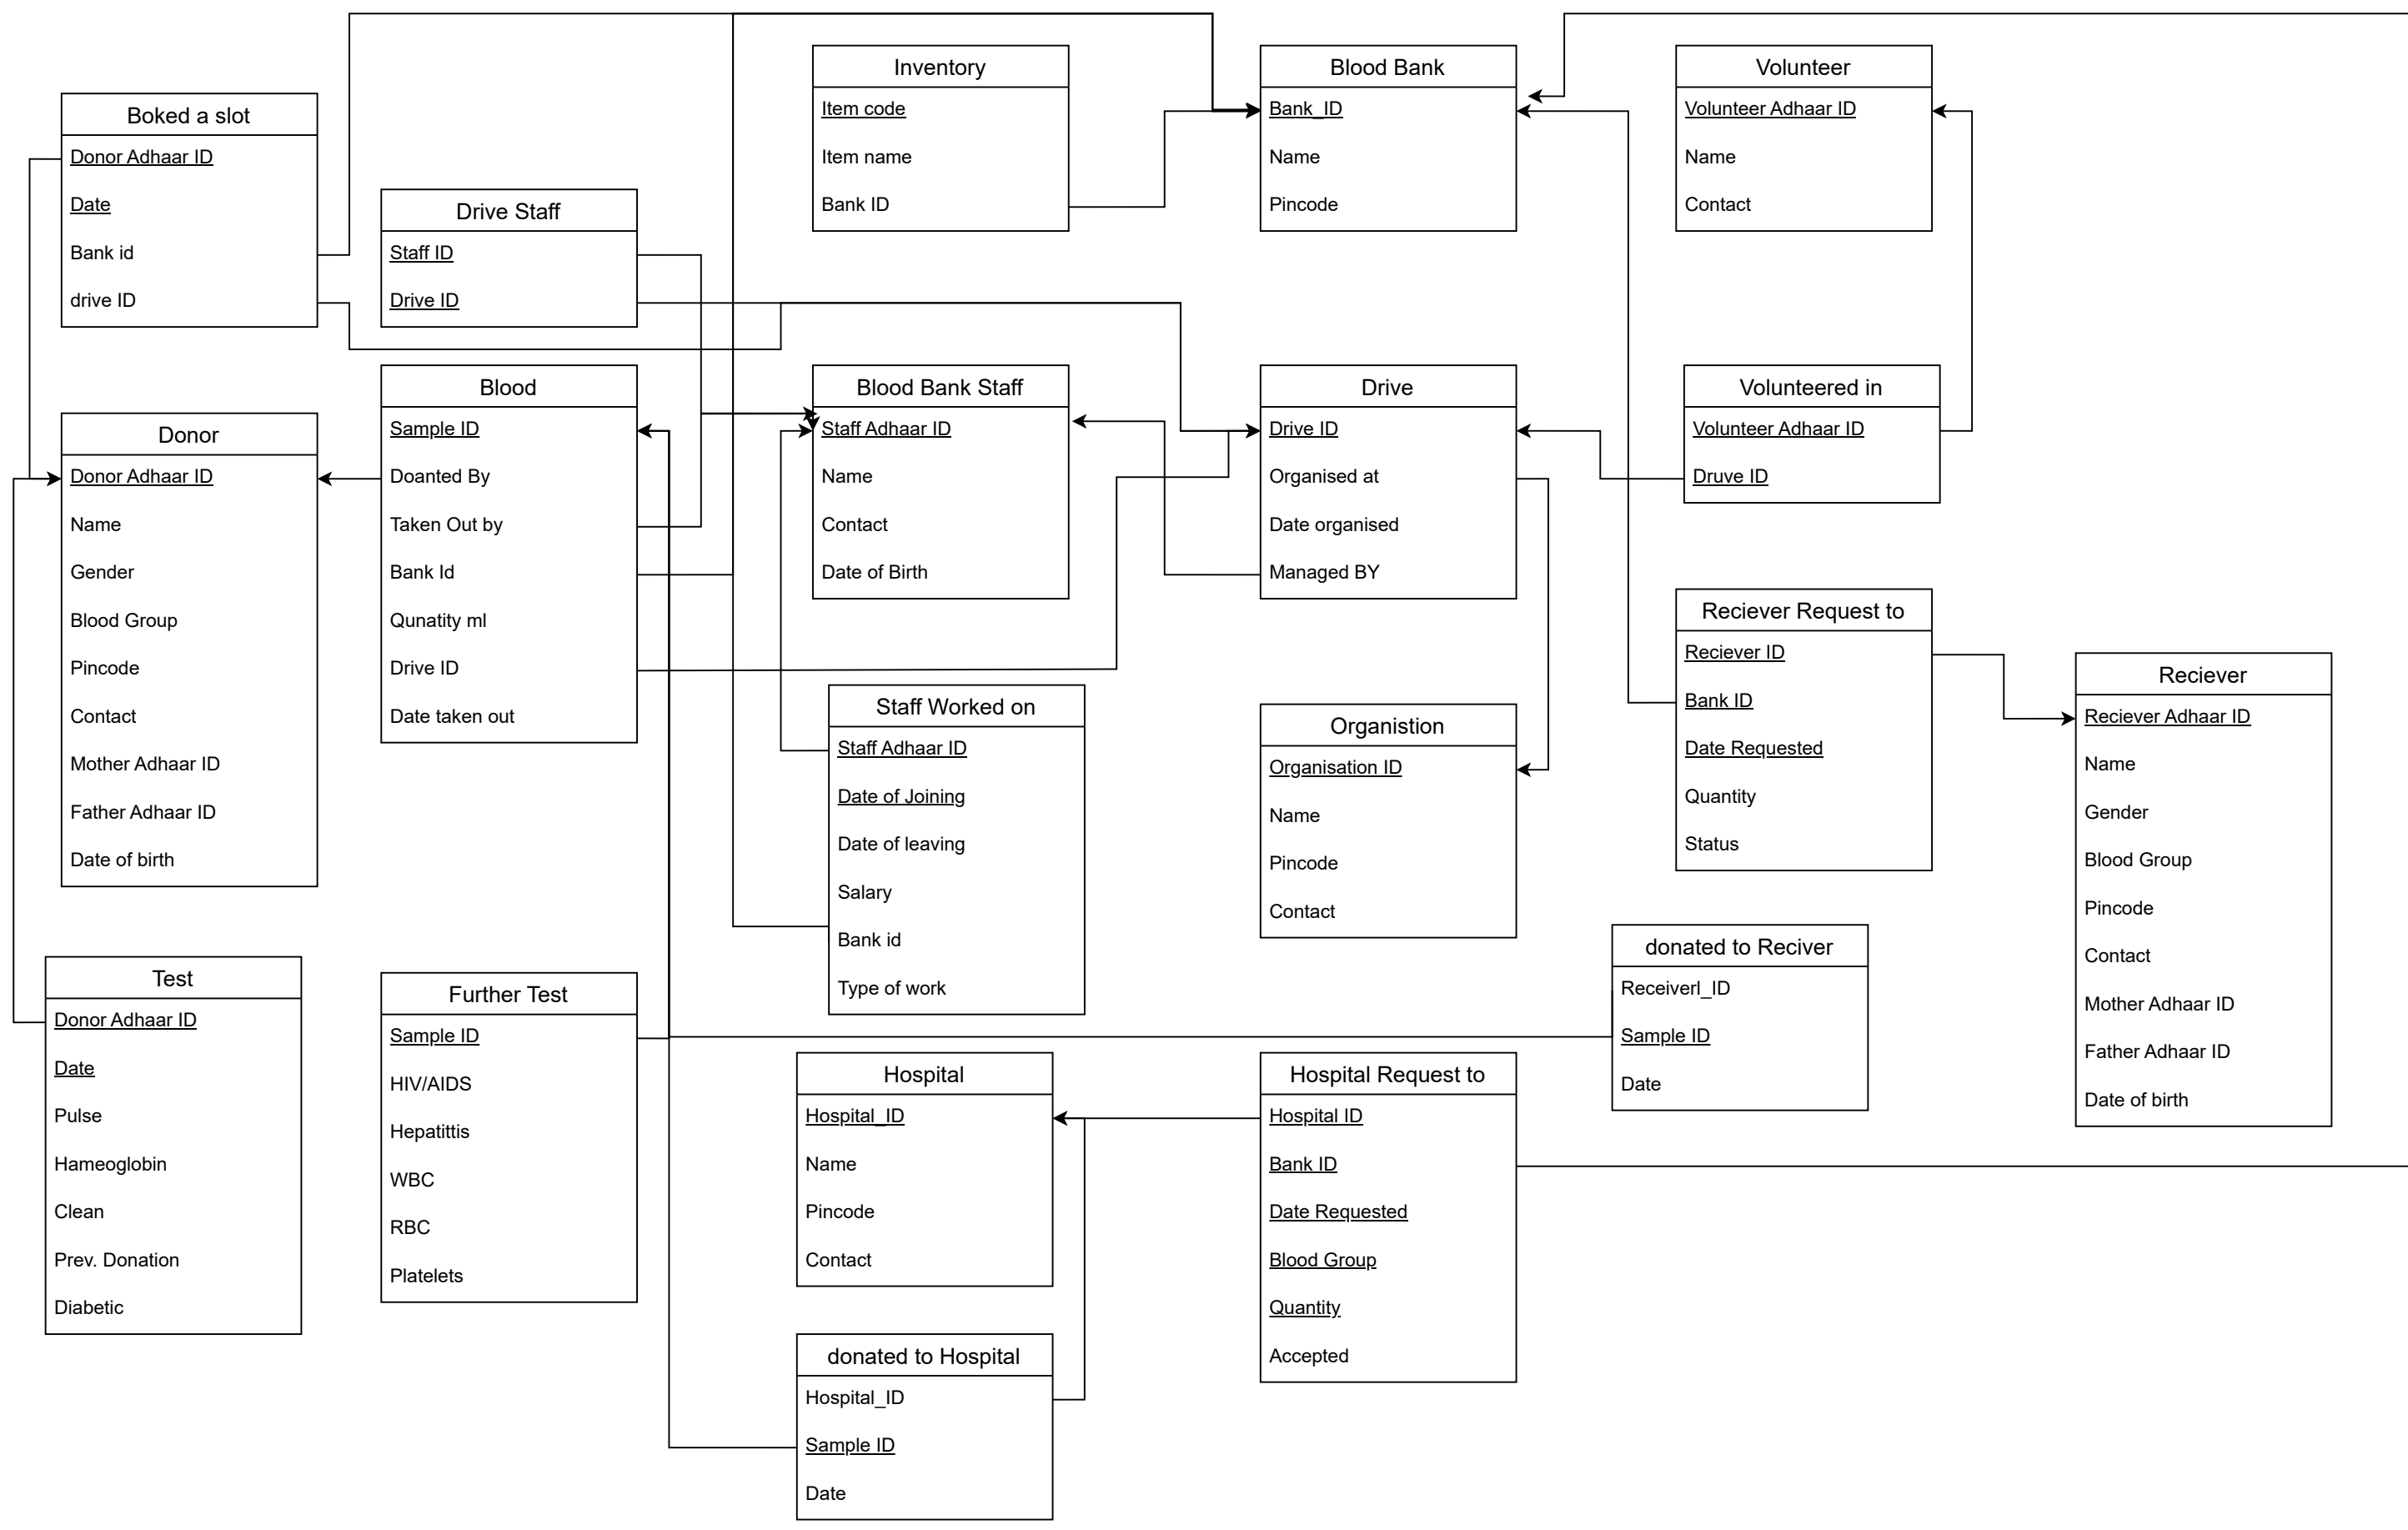 Boked a slot
Donor Adhaar ID
Date
Bank id
drive ID
Drive Staff
Staff ID
Drive ID
Inventory
Item code
Item name
Bank ID
Blood Bank
Bank_ID
Name
Pincode
Volunteer
Volunteer Adhaar ID
Name
Contact
Donor
Donor Adhaar ID
Name
Gender
Blood Group
Pincode
Contact
Mother Adhaar ID
Father Adhaar ID
Date of birth
Blood
Sample ID
Doanted By
Taken Out by
Bank Id
Qunatity ml
Drive ID
Date taken out
Blood Bank Staff
Staff Adhaar ID
Name
Contact
Date of Birth
Drive
Drive ID
Organised at
Date organised
Managed BY
Volunteered in
Volunteer Adhaar ID
Druve ID
Staff Worked on
Staff Adhaar ID
Date of Joining
Date of leaving
Salary
Bank id
Type of work
Organistion
Organisation ID
Name
Pincode
Contact
Reciever Request to
Reciever ID
Bank ID
Date Requested
Quantity
Status
Reciever
Reciever Adhaar ID
Name
Gender
Blood Group
Pincode
Contact
Mother Adhaar ID
Father Adhaar ID
Date of birth
Test
Donor Adhaar ID
Date
Pulse
Hameoglobin
Clean
Prev. Donation
Diabetic
Further Test
Sample ID
HIV/AIDS
Hepatittis
WBC
RBC
Platelets
Hospital
Hospital_ID
Name
Pincode
Contact
Hospital Request to
Hospital ID
Bank ID
Date Requested
Blood Group
Quantity
Accepted
donated to Reciver
Receiverl_ID
Sample ID
Date
donated to Hospital
Hospital_ID
Sample ID
Date